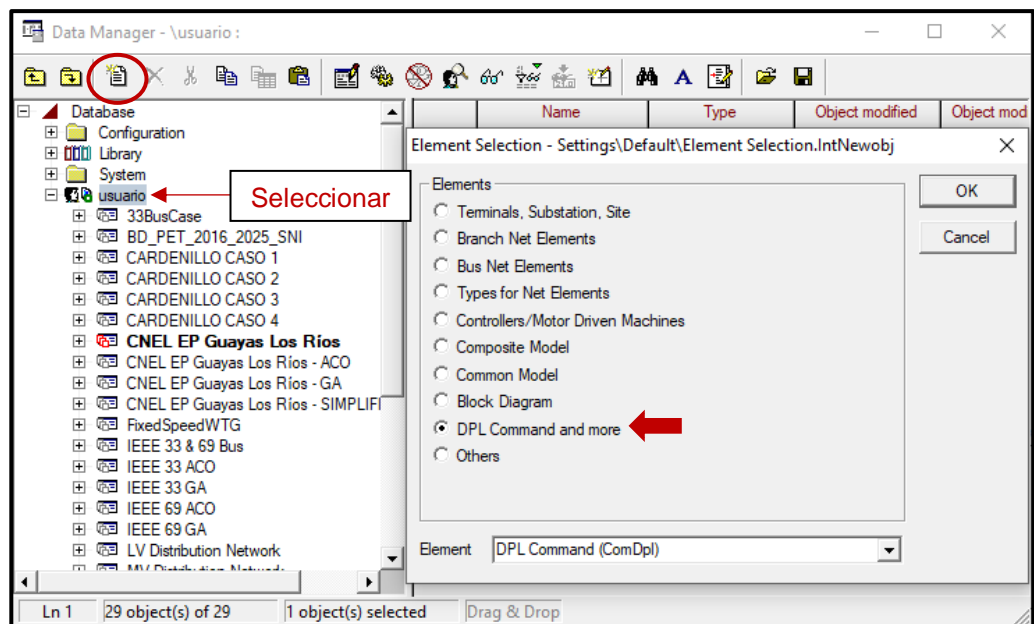 Data Manager - \usuario :
Name Type Object modified Object mod
Database
Configuration
Library
System
usuario
Seleccionar
33BusCase
BD_PET_2016_2025_SNI
CARDENILLO CASO 1
CARDENILLO CASO 2
CARDENILLO CASO 3
CARDENILLO CASO 4
CNEL EP Guayas Los Ríos
CNEL EP Guayas Los Ríos - ACO
CNEL EP Guayas Los Ríos - GA
CNEL EP Guayas Los Ríos - SIMPLIFI
FixedSpeedWTG
IEEE 33 & 69 Bus
IEEE 33 ACO
IEEE 33 GA
IEEE 69 ACO
IEEE 69 GA
LV Distribution Network
MV Distribution Network
Element Selection - Settings\Default\Element Selection.IntNewobj
Elements
Terminals, Substation, Site
Branch Net Elements
Bus Net Elements
Types for Net Elements
Controllers/Motor Driven Machines
Composite Model
Common Model
Block Diagram
DPL Command and more
Others
OK
Cancel
Element DPL Command (ComDpl)
Ln 1 29 object(s) of 29 1 object(s) selected Drag & Drop